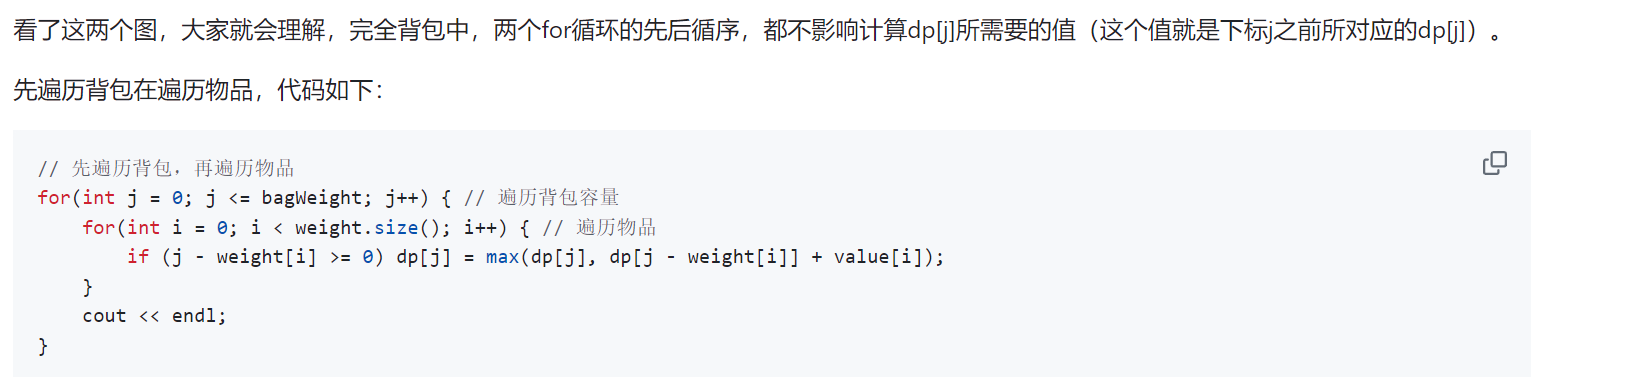 看了这两个图，大家就会理解，完全背包中，两个for循环的先后循序，都不影响计算dp[j]所需要的值（这个值就是下标j之前所对应的dp[j]）。
先遍历背包在遍历物品，代码如下：
// 先遍历背包，再遍历物品
for(int j = 0; j <= bagWeight; j++) { // 遍历背包容量
    for(int i = 0; i < weight.size(); i++) { // 遍历物品
        if (j - weight[i] >= 0) dp[j] = max(dp[j], dp[j - weight[i]] + value[i]);
    }
    cout << endl;
}